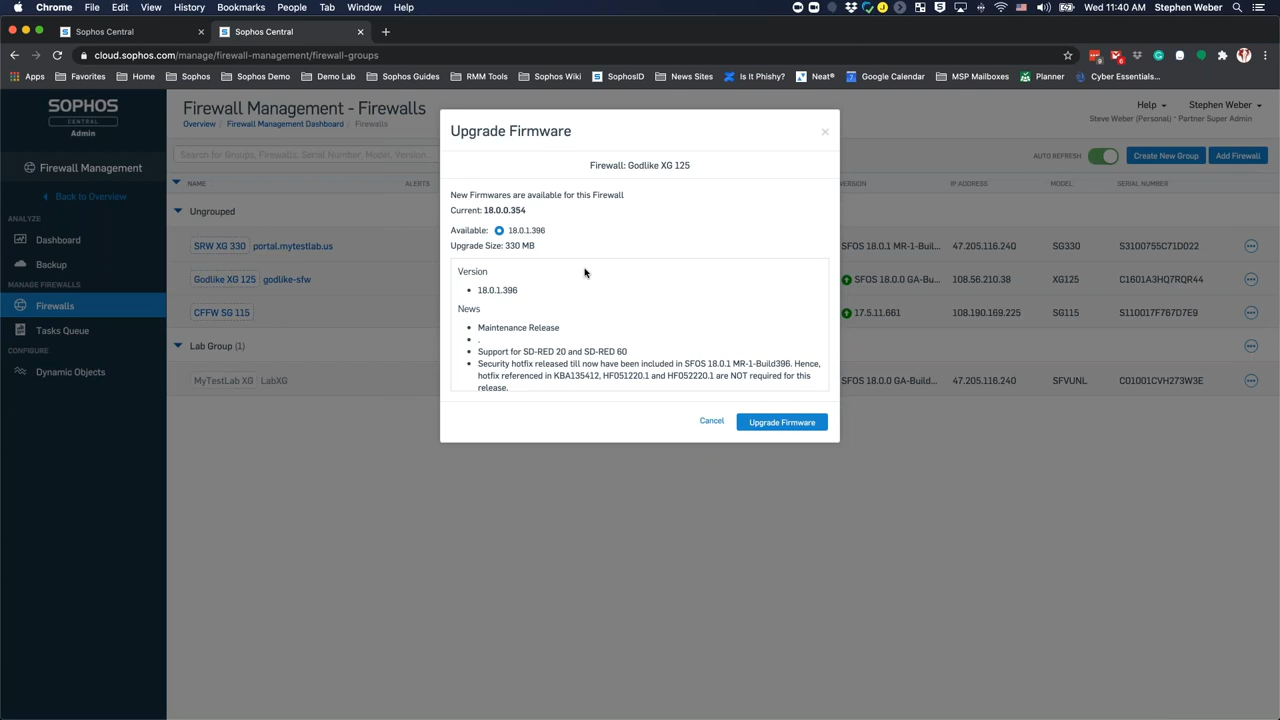 Chrome File Edit View History Bookmarks People Tab Window Help Wed 11:40 AM Stephen Weber
Sophos Central
Sophos Central
cloud.sophos.com/manage/firewall-management/firewall-groups
Apps Favorites Home Sophos Sophos Demo Demo Lab Sophos Guides RMM Tools Sophos Wiki SophosID News Sites Is It Phishy? Neat® Google Calendar MSP Mailboxes Planner Cyber Essentials...
SOPHOS
CENTRAL
Admin
Firewall Management
Back to Overview
ANALYZE
Dashboard
Backup
MANAGE FIREWALLS
Firewalls
Tasks Queue
CONFIGURE
Dynamic Objects
Firewall Management - Firewalls
Overview / Firewall Management Dashboard / Firewalls
Help Stephen Weber
Steve Weber (Personal) · Partner Super Admin
Search for Groups, Firewalls, Serial Number, Model, Version...
AUTO REFRESH Create New Group Add Firewall
NAME ALERTS VERSION IP ADDRESS MODEL SERIAL NUMBER
Ungrouped
SRW XG 330 portal.mytestlab.us SFOS 18.0.1 MR-1-Buil... 47.205.116.240 SG330 S3100755C71D022
Godlike XG 125 godlike-sfw SFOS 18.0.0 GA-Bu... 108.56.210.38 XG125 C1601A3HQ7RQR44
CFFW SG 115 17.5.11.661 108.190.169.225 SG115 S110017F767D7E9
Lab Group (1)
MyTestLab XG LabXG SFOS 18.0.0 GA-Build... 47.205.116.240 SFVUNL C01001CVH273W3E
Upgrade Firmware
Firewall: Godlike XG 125
New Firmwares are available for this Firewall
Current: 18.0.0.354
Available: 18.0.1.396
Upgrade Size: 330 MB
Version
• 18.0.1.396
News
• Maintenance Release
• .
• Support for SD-RED 20 and SD-RED 60
• Security hotfix released till now have been included in SFOS 18.0.1 MR-1-Build396. Hence,
hotfix referenced in KBA135412, HF051220.1 and HF052220.1 are NOT required for this
release.
Cancel Upgrade Firmware